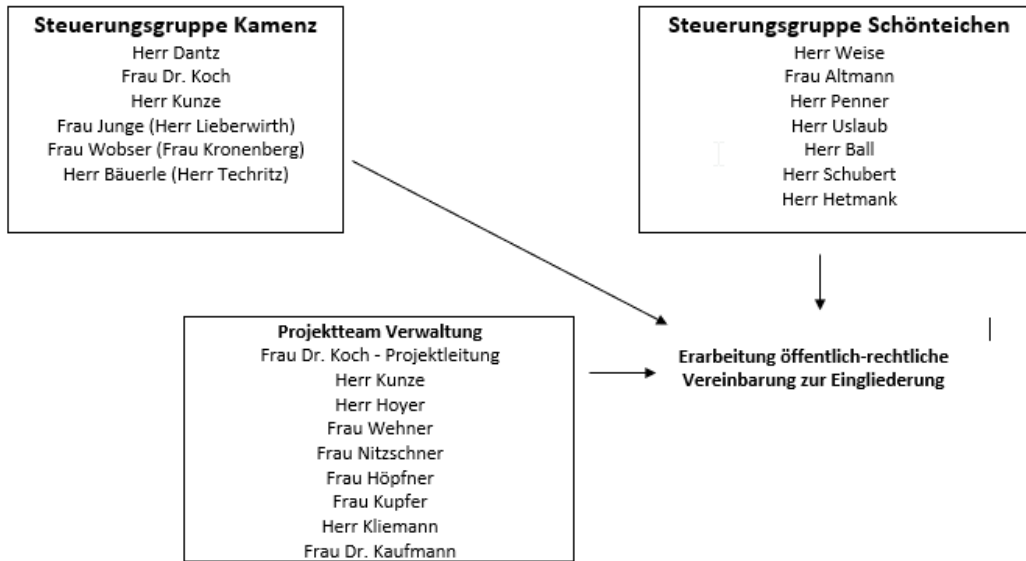 Steuerungsgruppe Kamenz
Herr Dantz
Frau Dr. Koch
Herr Kunze
Frau Junge (Herr Lieberwirth)
Frau Wobser (Frau Kronenberg)
Herr Bäuerle (Herr Techritz)
Steuerungsgruppe Schönteichen
Herr Weise
Frau Altmann
Herr Penner
Herr Uslaub
Herr Ball
Herr Schubert
Herr Hetmank
Projektteam Verwaltung
Frau Dr. Koch - Projektleitung
Herr Kunze
Herr Hoyer
Frau Wehner
Frau Nitzschner
Frau Höpfner
Frau Kupfer
Herr Kliemann
Frau Dr. Kaufmann
Erarbeitung öffentlich-rechtliche
Vereinbarung zur Eingliederung